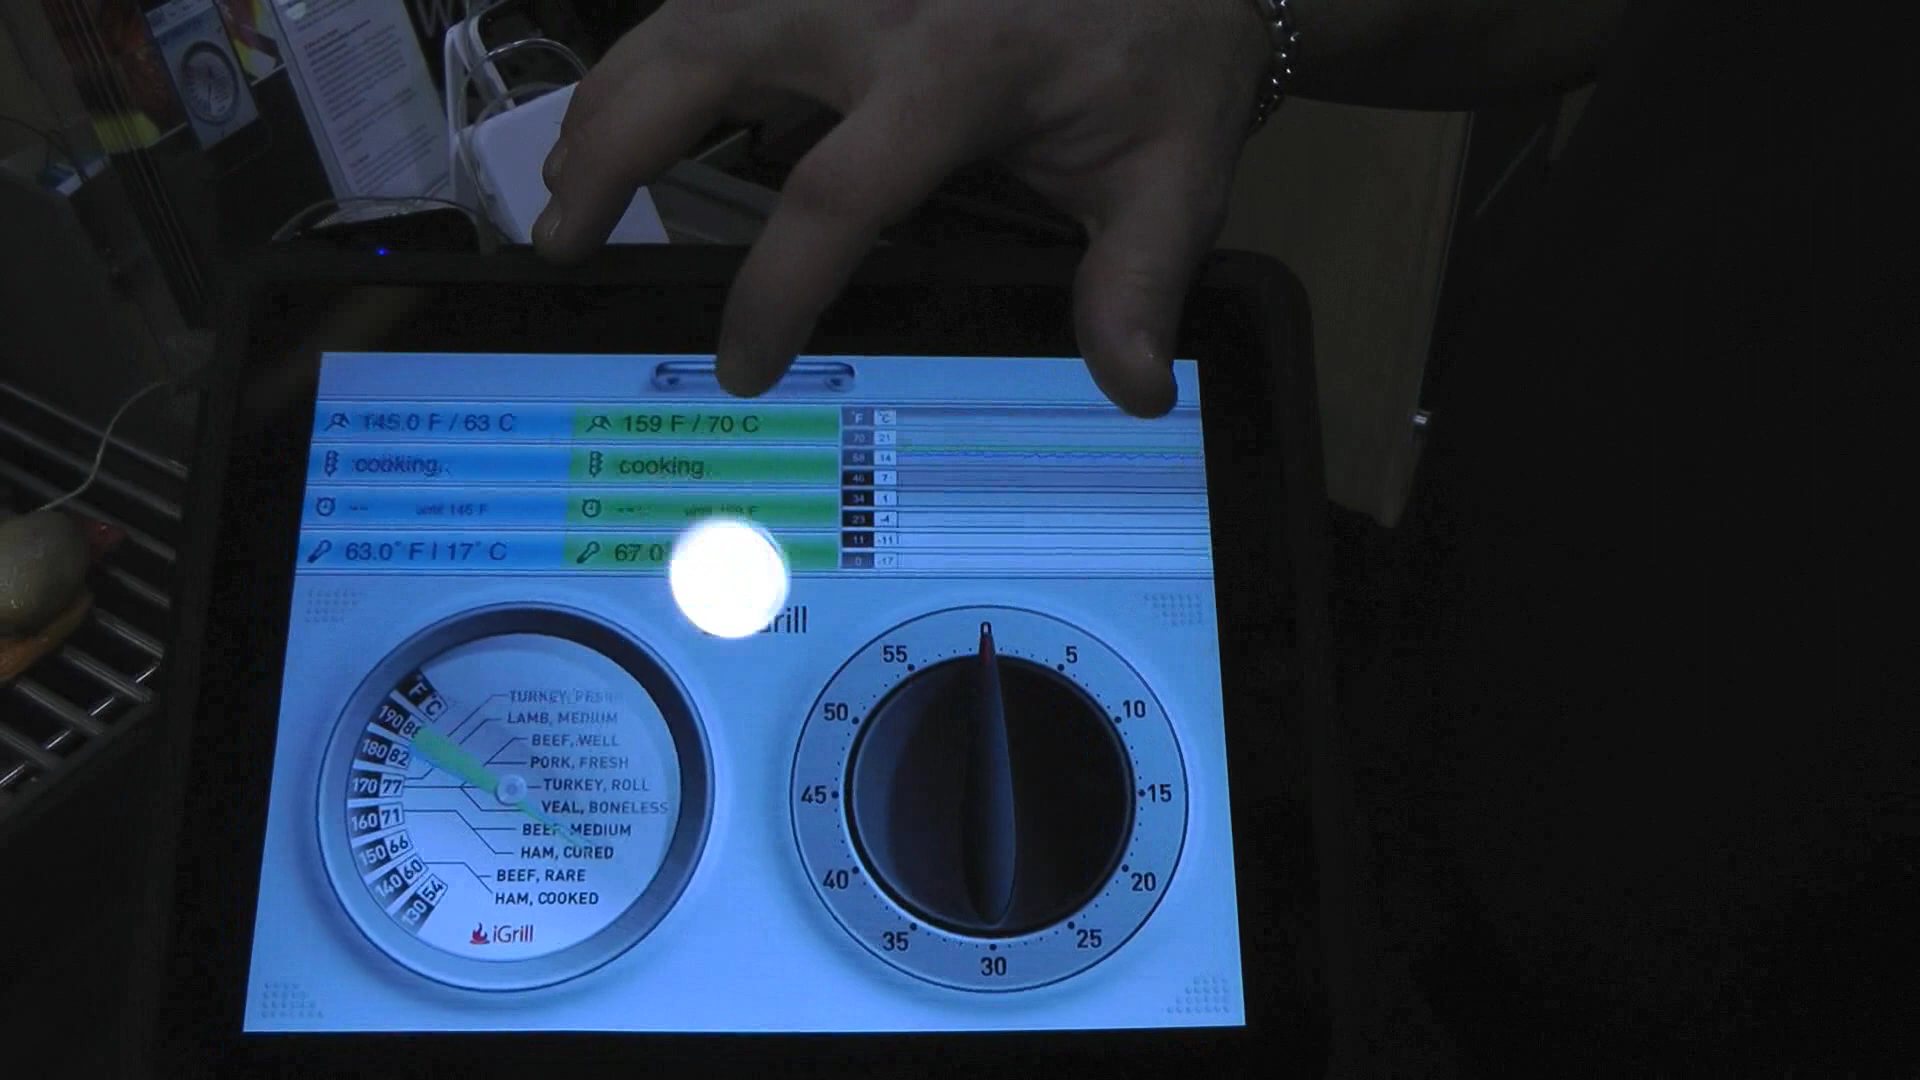 145.0 F / 63 C
159 F / 70 C
cooking..
cooking..
-- until 145 F
-- until
63.0° F | 17° C
67.0°
°F °C
70 21
58 14
46 7
34 1
23 -4
11 -11
0 -17
F C
190
180 82
170 77
160 71
150 66
140 60
130 54
TURKEY,
LAMB, MEDIUM
BEEF, WELL
PORK, FRESH
TURKEY, ROLL
VEAL, BONELESS
BEEF, MEDIUM
HAM, CURED
BEEF, RARE
HAM, COOKED
iGrill
0
5
10
15
20
25
30
35
40
45
50
55